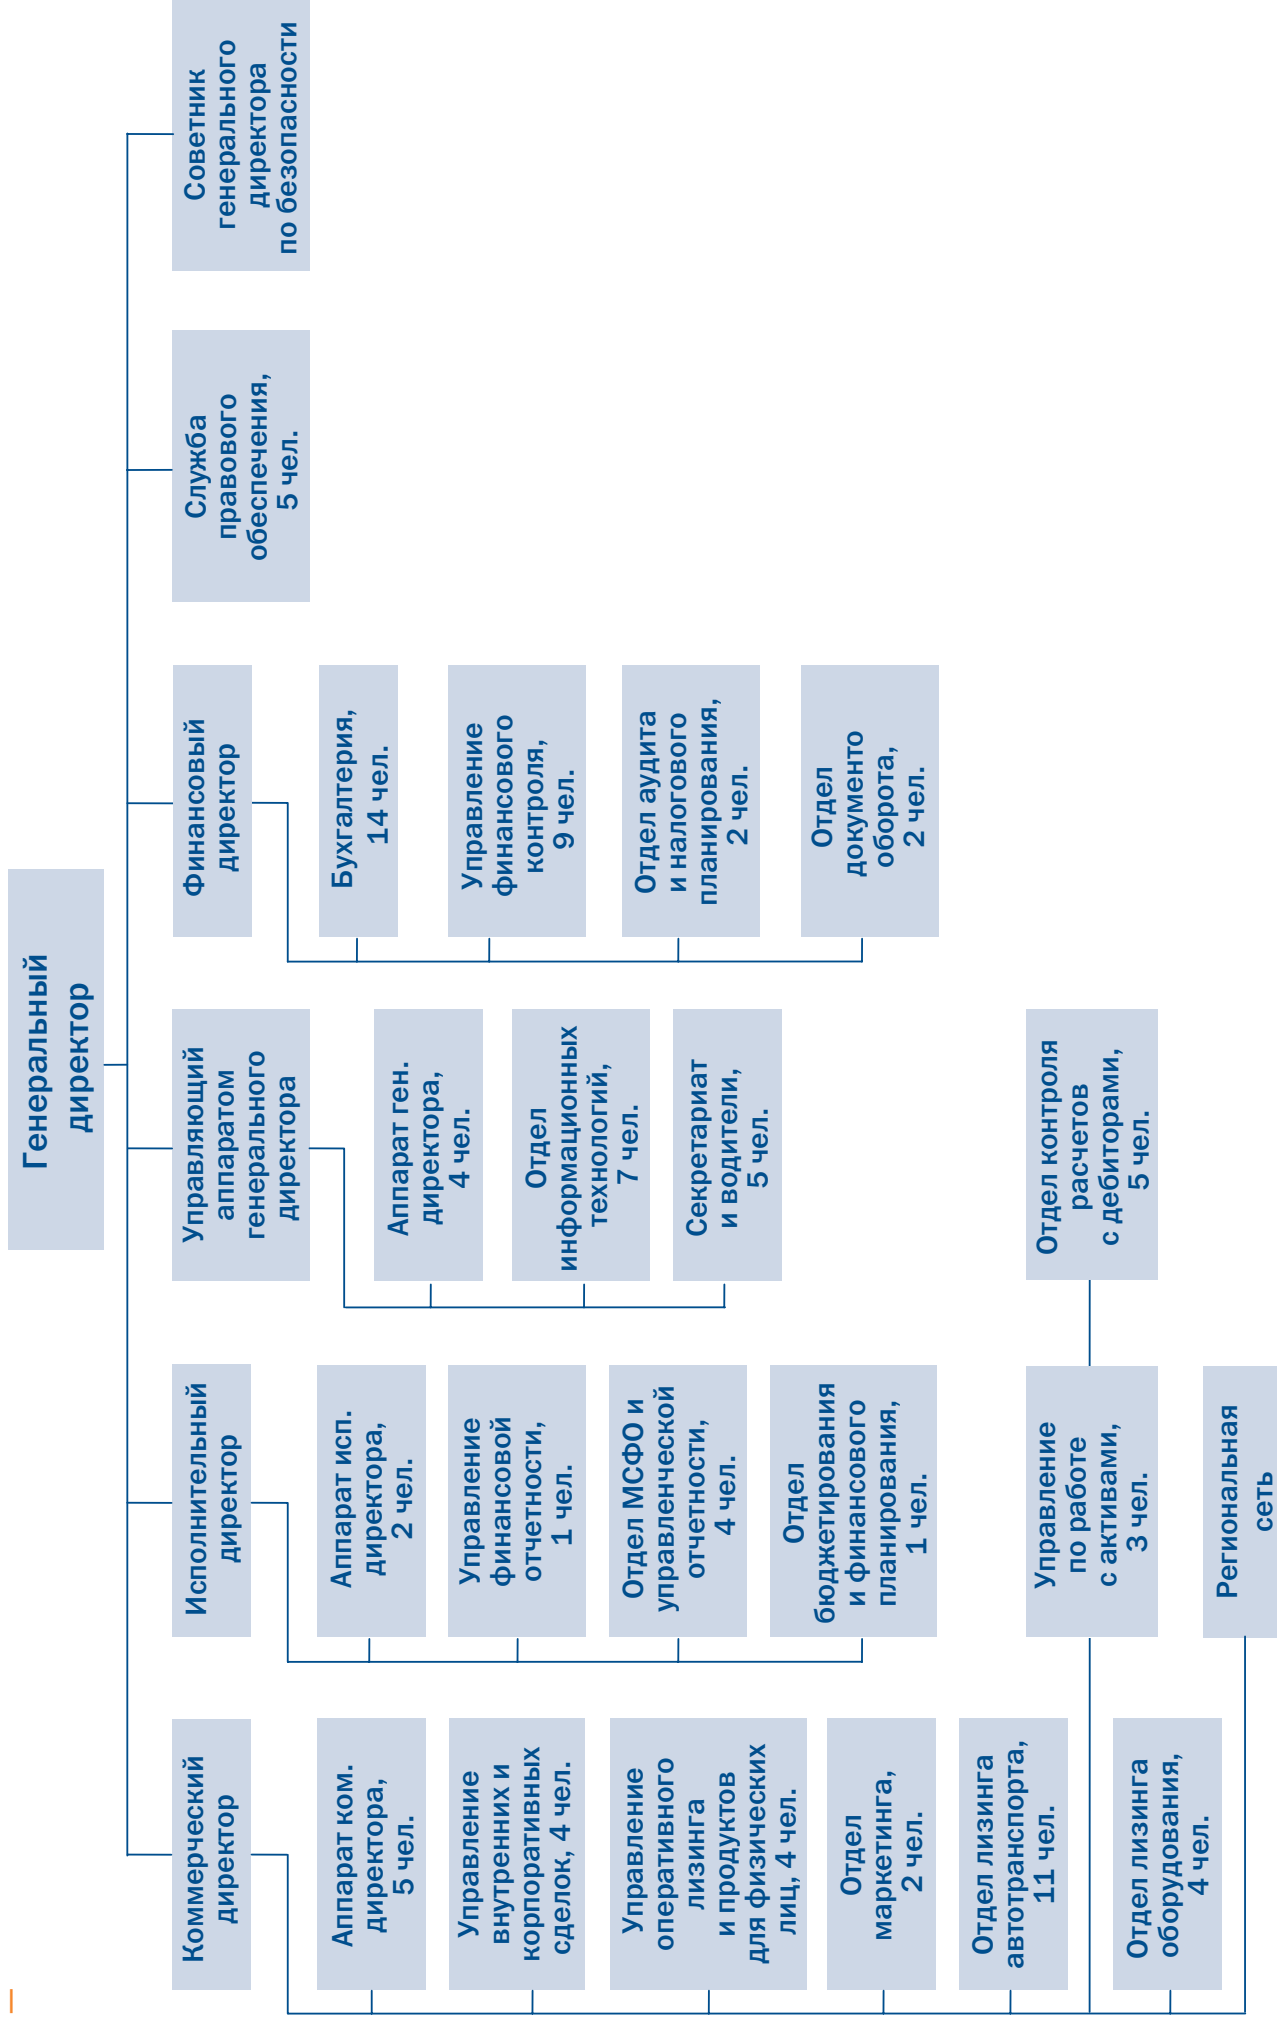 Генеральный
директор
Коммерческий
директор
Аппарат ком.
директора,
5 чел.
Управление
внутренних и
корпоративных
сделок, 4 чел.
Управление
оперативного
лизинга
и продуктов
для физических
лиц, 4 чел.
Отдел
маркетинга,
2 чел.
Отдел лизинга
автотранспорта,
11 чел.
Отдел лизинга
оборудования,
4 чел.
Исполнительный
директор
Аппарат исп.
директора,
2 чел.
Управление
финансовой
отчетности,
1 чел.
Отдел МСФО и
управленческой
отчетности,
4 чел.
Отдел
бюджетирования
и финансового
планирования,
1 чел.
Управление
по работе
с активами,
3 чел.
Региональная
сеть
Управляющий
аппаратом
генерального
директора
Аппарат ген.
директора,
4 чел.
Отдел
информационных
технологий,
7 чел.
Секретариат
и водители,
5 чел.
Отдел контроля
расчетов
с дебиторами,
5 чел.
Финансовый
директор
Бухгалтерия,
14 чел.
Управление
финансового
контроля,
9 чел.
Отдел аудита
и налогового
планирования,
2 чел.
Отдел
документо
оборота,
2 чел.
Служба
правового
обеспечения,
5 чел.
Советник
генерального
директора
по безопасности